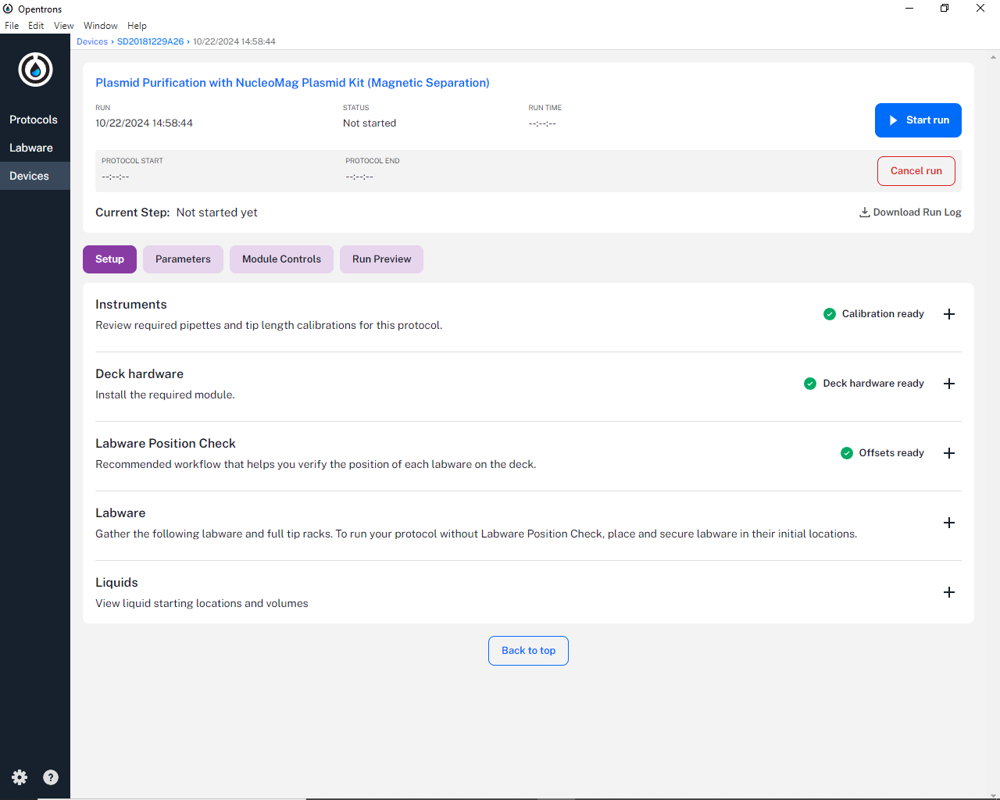 Opentrons
File Edit View Window Help
Devices › SD20181229A26 › 10/22/2024 14:58:44
Protocols
Labware
Devices
Plasmid Purification with NucleoMag Plasmid Kit (Magnetic Separation)
RUN STATUS RUN TIME
10/22/2024 14:58:44 Not started --:--:--
Start run
PROTOCOL START PROTOCOL END
--:--:-- --:--:--
Cancel run
Current Step: Not started yet
Download Run Log
Setup Parameters Module Controls Run Preview
Instruments
Review required pipettes and tip length calibrations for this protocol.
Calibration ready
Deck hardware
Install the required module.
Deck hardware ready
Labware Position Check
Recommended workflow that helps you verify the position of each labware on the deck.
Offsets ready
Labware
Gather the following labware and full tip racks. To run your protocol without Labware Position Check, place and secure labware in their initial locations.
Liquids
View liquid starting locations and volumes
Back to top
?